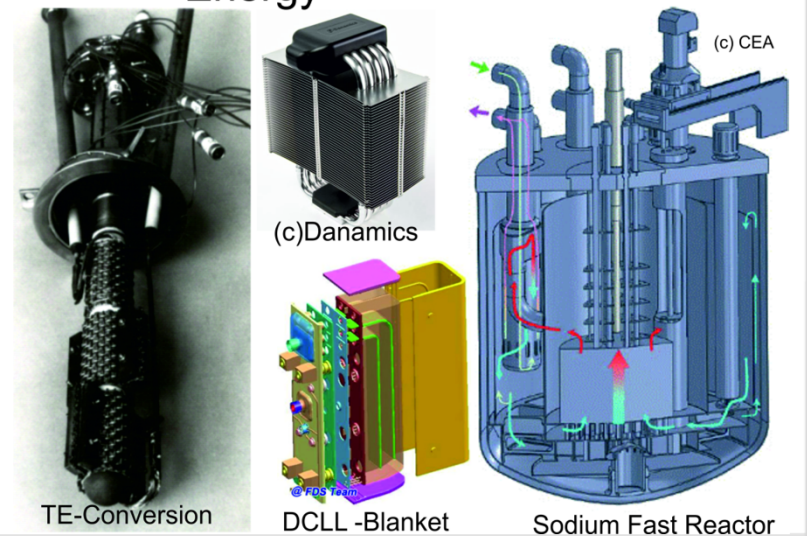 Energy
(c) CEA
(c)Danamics
@ FDS Team
TE-Conversion
DCLL -Blanket
Sodium Fast Reactor